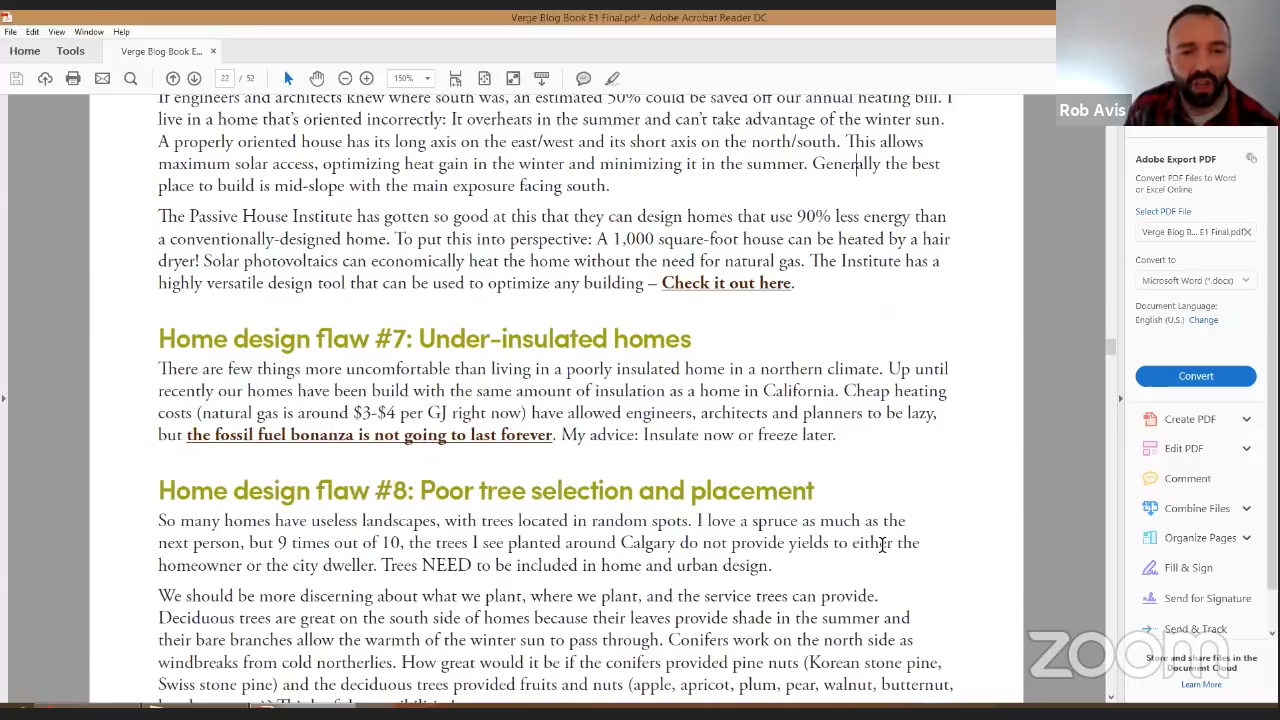 Verge Blog Book E1 Final.pdf - Adobe Acrobat Reader DC
File Edit View Window Help
Home Tools Verge Blog Book E... ×
22 / 52 150%
If engineers and architects knew where south was, an estimated 50% could be saved off our annual heating bill. I
live in a home that's oriented incorrectly: It overheats in the summer and can't take advantage of the winter sun.
A properly oriented house has its long axis on the east/west and its short axis on the north/south. This allows
maximum solar access, optimizing heat gain in the winter and minimizing it in the summer. Generally the best
place to build is mid-slope with the main exposure facing south.
The Passive House Institute has gotten so good at this that they can design homes that use 90% less energy than
a conventionally-designed home. To put this into perspective: A 1,000 square-foot house can be heated by a hair
dryer! Solar photovoltaics can economically heat the home without the need for natural gas. The Institute has a
highly versatile design tool that can be used to optimize any building – Check it out here.
Home design flaw #7: Under-insulated homes
There are few things more uncomfortable than living in a poorly insulated home in a northern climate. Up until
recently our homes have been build with the same amount of insulation as a home in California. Cheap heating
costs (natural gas is around $3-$4 per GJ right now) have allowed engineers, architects and planners to be lazy,
but the fossil fuel bonanza is not going to last forever. My advice: Insulate now or freeze later.
Home design flaw #8: Poor tree selection and placement
So many homes have useless landscapes, with trees located in random spots. I love a spruce as much as the
next person, but 9 times out of 10, the trees I see planted around Calgary do not provide yields to either the
homeowner or the city dweller. Trees NEED to be included in home and urban design.
We should be more discerning about what we plant, where we plant, and the service trees can provide.
Deciduous trees are great on the south side of homes because their leaves provide shade in the summer and
their bare branches allow the warmth of the winter sun to pass through. Conifers work on the north side as
windbreaks from cold northerlies. How great would it be if the conifers provided pine nuts (Korean stone pine,
Swiss stone pine) and the deciduous trees provided fruits and nuts (apple, apricot, plum, pear, walnut, butternut,
Rob Avis
Adobe Export PDF
Convert PDF Files to Word
or Excel Online
Select PDF File
Verge Blog B... E1 Final.pdf ×
Convert to
Microsoft Word (*.docx)
Document Language:
English (U.S.) Change
Convert
Create PDF
Edit PDF
Comment
Combine Files
Organize Pages
Fill & Sign
Send for Signature
Send & Track
Store and share files in the
Document Cloud
Learn More
zoom